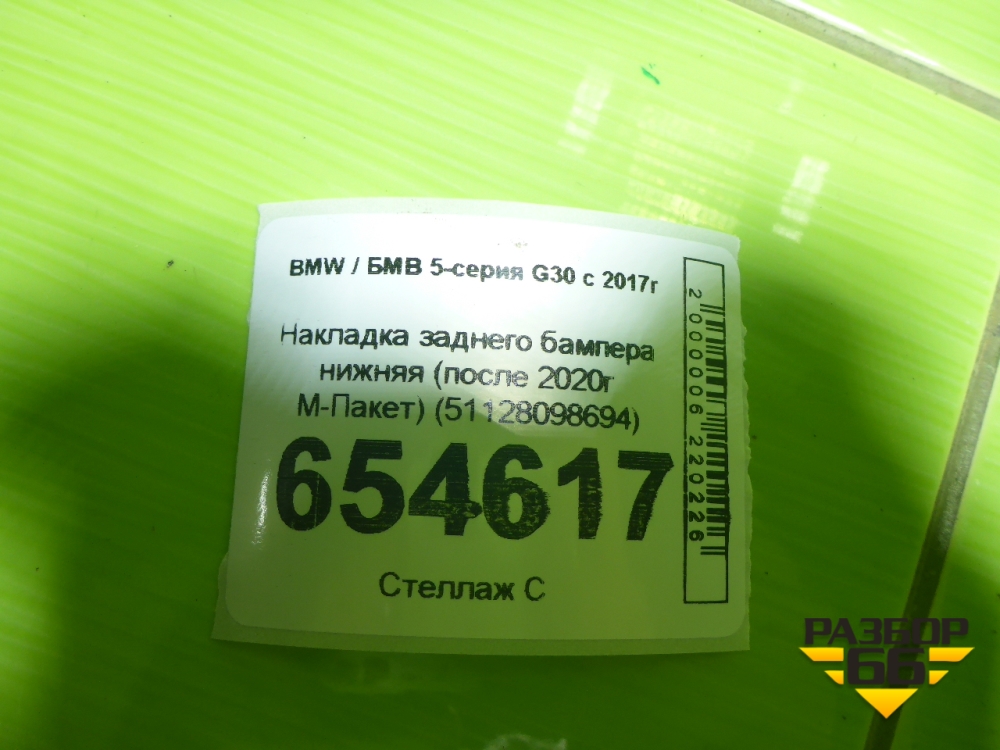 BMW / БМВ 5-серия G30 с 2017г
Накладка заднего бампера
нижняя (после 2020г
М-Пакет) (51128098694)
654617
Стеллаж С
2000006220226
РАЗБОР
66